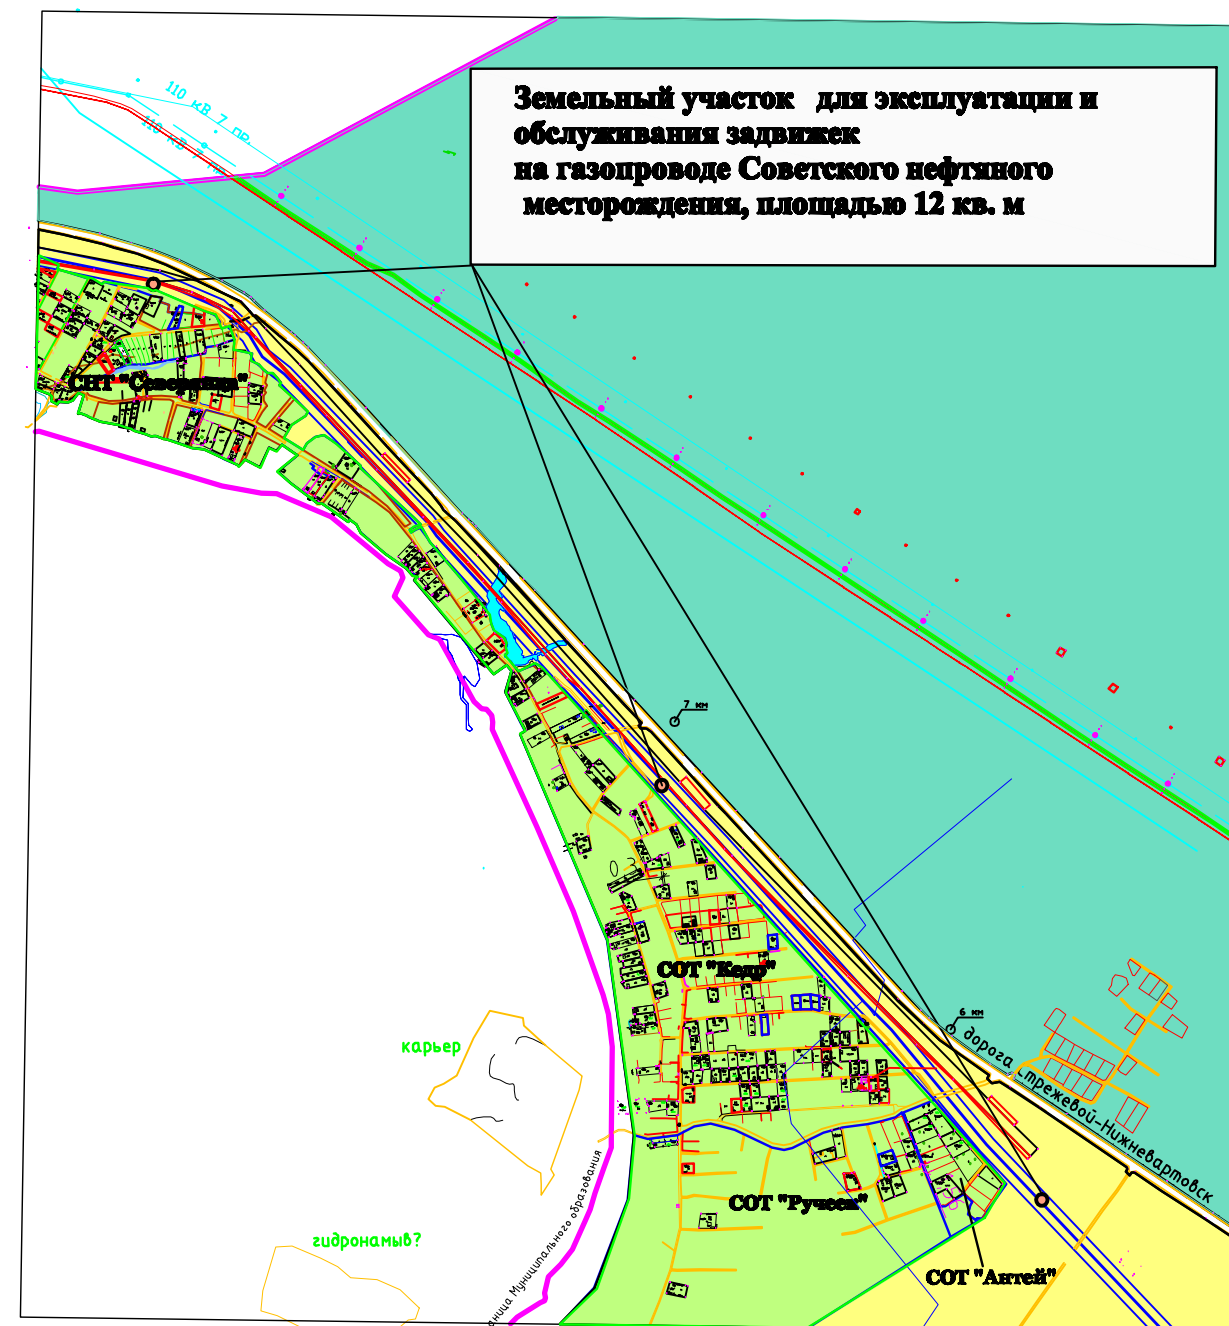 110 кВ 7 пр.
Земельный участок для эксплуатации и
обслуживания задвижек
на газопроводе Советского нефтяного
месторождения, площадью 12 кв. м
СНТ "Северянка"
7 км
СОТ "Кедр"
6 км
дорога Стрежевой-Нижневартовск
карьер
СОТ "Ручеек"
гидронамыв?
СОТ "Антей"
Муниципального образования